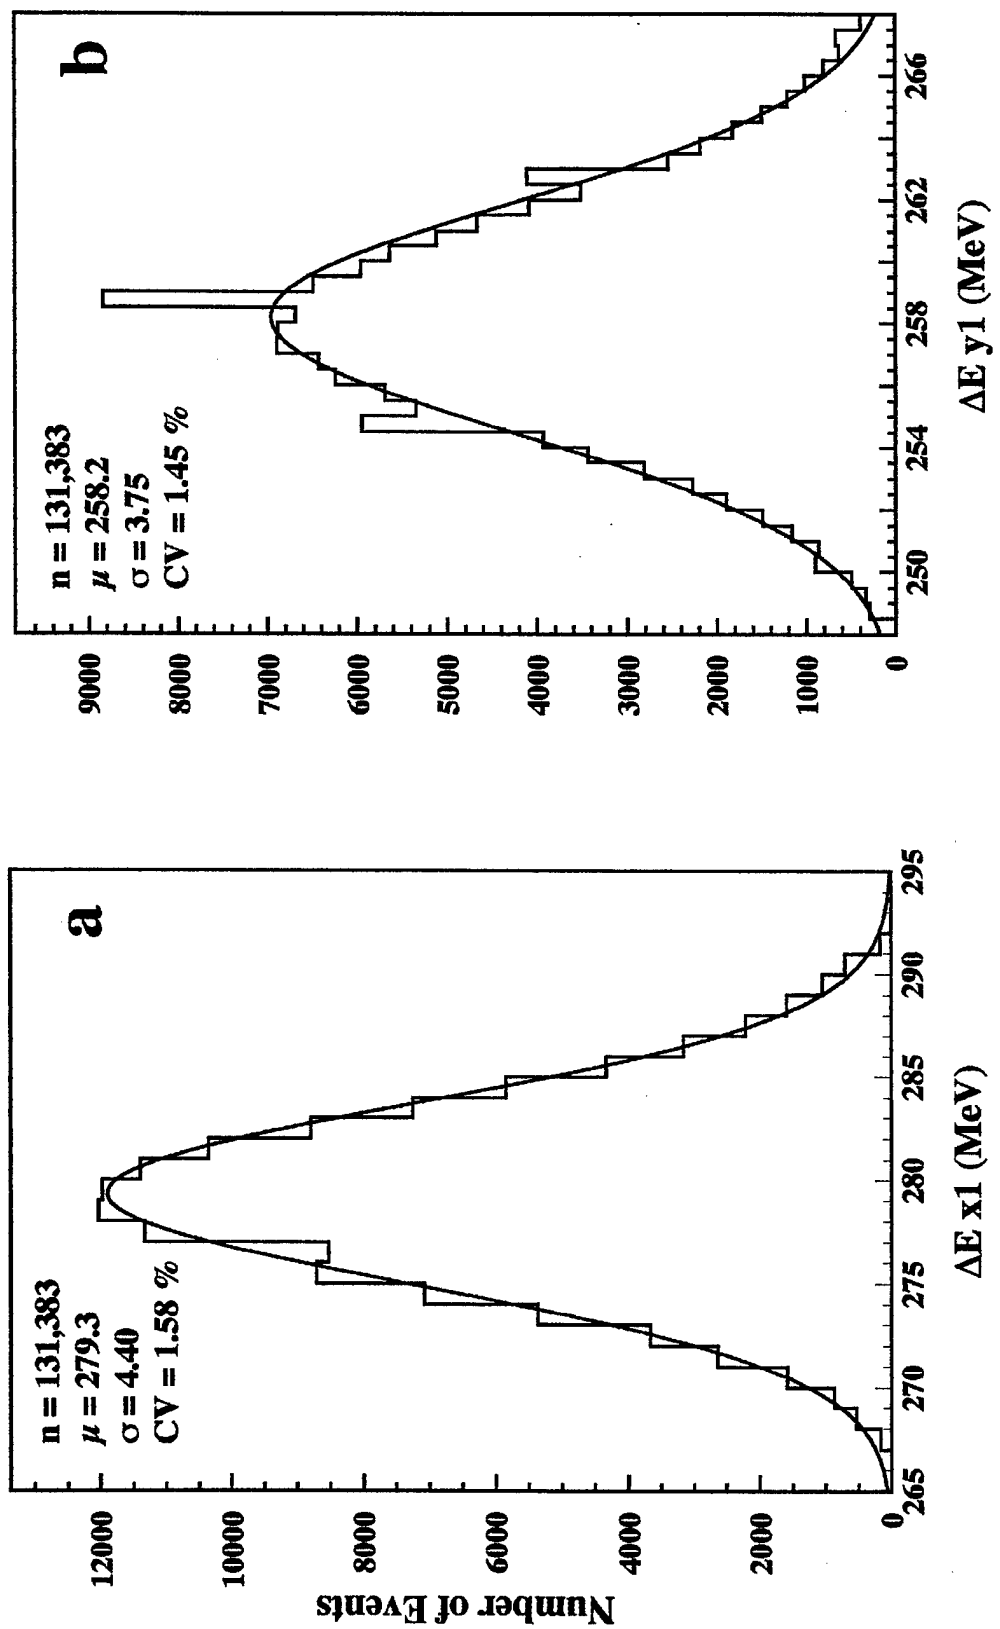 a
n = 131,383
μ = 279.3
σ = 4.40
CV = 1.58 %
12000
10000
8000
6000
4000
2000
0
Number of Events
265
270
275
280
285
290
295
ΔE x1 (MeV)
b
n = 131,383
μ = 258.2
σ = 3.75
CV = 1.45 %
9000
8000
7000
6000
5000
4000
3000
2000
1000
0
250
254
258
262
266
ΔE y1 (MeV)